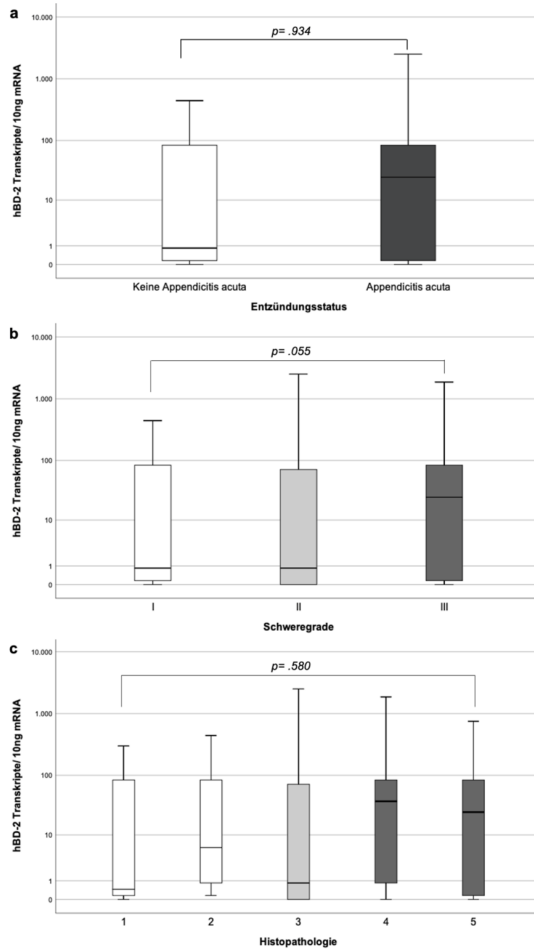 a
10.000
p= .934
1.000
100
10
1
0
hBD-2 Transkripte/ 10ng mRNA
Keine Appendicitis acuta
Appendicitis acuta
Entzündungsstatus
b
10.000
p= .055
1.000
100
10
1
0
hBD-2 Transkripte/ 10ng mRNA
I
II
III
Schweregrade
c
10.000
p= .580
1.000
100
10
1
0
hBD-2 Transkripte/ 10ng mRNA
1
2
3
4
5
Histopathologie